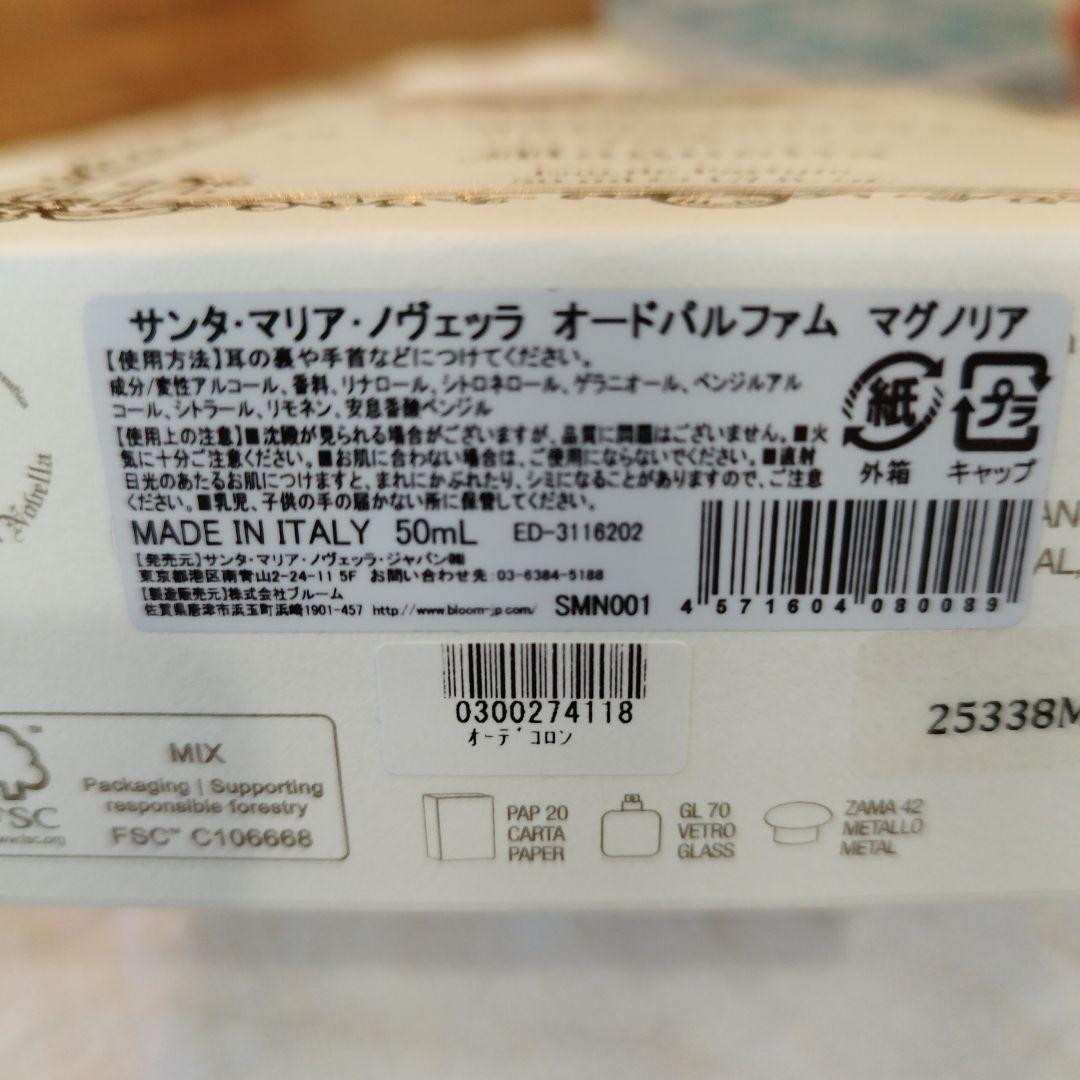 サンタ・マリア・ノヴェッラ オードパルファム マグノリア
【使用方法】耳の裏や手首などにつけてください。
成分/変性アルコール、香料、リナロール、シトロネロール、ゲラニオール、ベンジルアル
コール、シトラール、リモネン、安息香酸ベンジル
【使用上の注意】■沈殿が見られる場合がございますが、品質に問題はございません。■火
気に十分ご注意ください。■お肌に合わない場合は、ご使用にならないでください。■直射
日光のあたるお肌につけますと、まれにかぶれたり、シミになることがありますので、ご注意
ください。■乳児、子供の手の届かない所に保管してください。
紙
外箱
プラ
キャップ
MADE IN ITALY 50mL ED-3116202
【発売元】サンタ・マリア・ノヴェッラ・ジャパン㈱
東京都港区南青山2-24-11 5F お問い合わせ先:03-6384-5188
【製造販売元】株式会社ブルーム
佐賀県唐津市浜玉町浜崎1901-457 http://www.bloom-jp.com/ SMN001
4 571604 080089
Novella
0300274118
オーデコロン
25338M
MIX
Packaging | Supporting
responsible forestry
FSC™ C106668
PAP 20
CARTA
PAPER
GL 70
VETRO
GLASS
ZAMA 42
METALLO
METAL